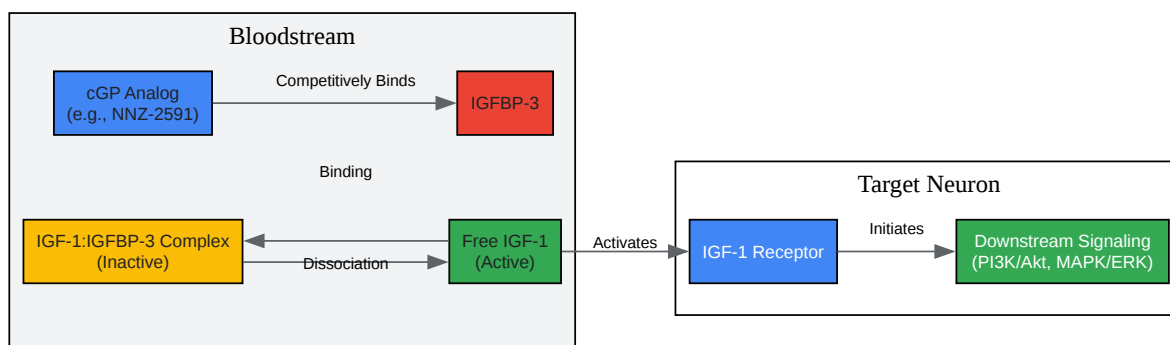 Bloodstream
cGP Analog
(e.g., NNZ-2591)
Competitively Binds
IGFBP-3
Binding
IGF-1:IGFBP-3 Complex
(Inactive)
Dissociation
Free IGF-1
(Active)
Activates
Target Neuron
IGF-1 Receptor
Initiates
Downstream Signaling
(PI3K/Akt, MAPK/ERK)